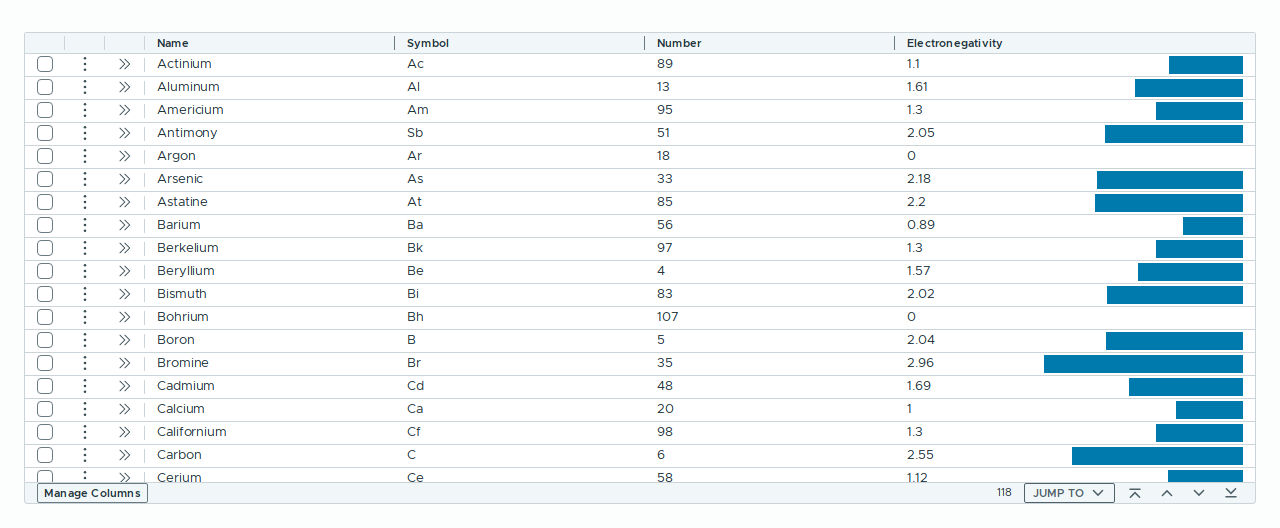 Name Symbol Number Electronegativity
Actinium Ac 89 1.1
Aluminum Al 13 1.61
Americium Am 95 1.3
Antimony Sb 51 2.05
Argon Ar 18 0
Arsenic As 33 2.18
Astatine At 85 2.2
Barium Ba 56 0.89
Berkelium Bk 97 1.3
Beryllium Be 4 1.57
Bismuth Bi 83 2.02
Bohrium Bh 107 0
Boron B 5 2.04
Bromine Br 35 2.96
Cadmium Cd 48 1.69
Calcium Ca 20 1
Californium Cf 98 1.3
Carbon C 6 2.55
Cerium Ce 58 1.12
Manage Columns 118 JUMP TO